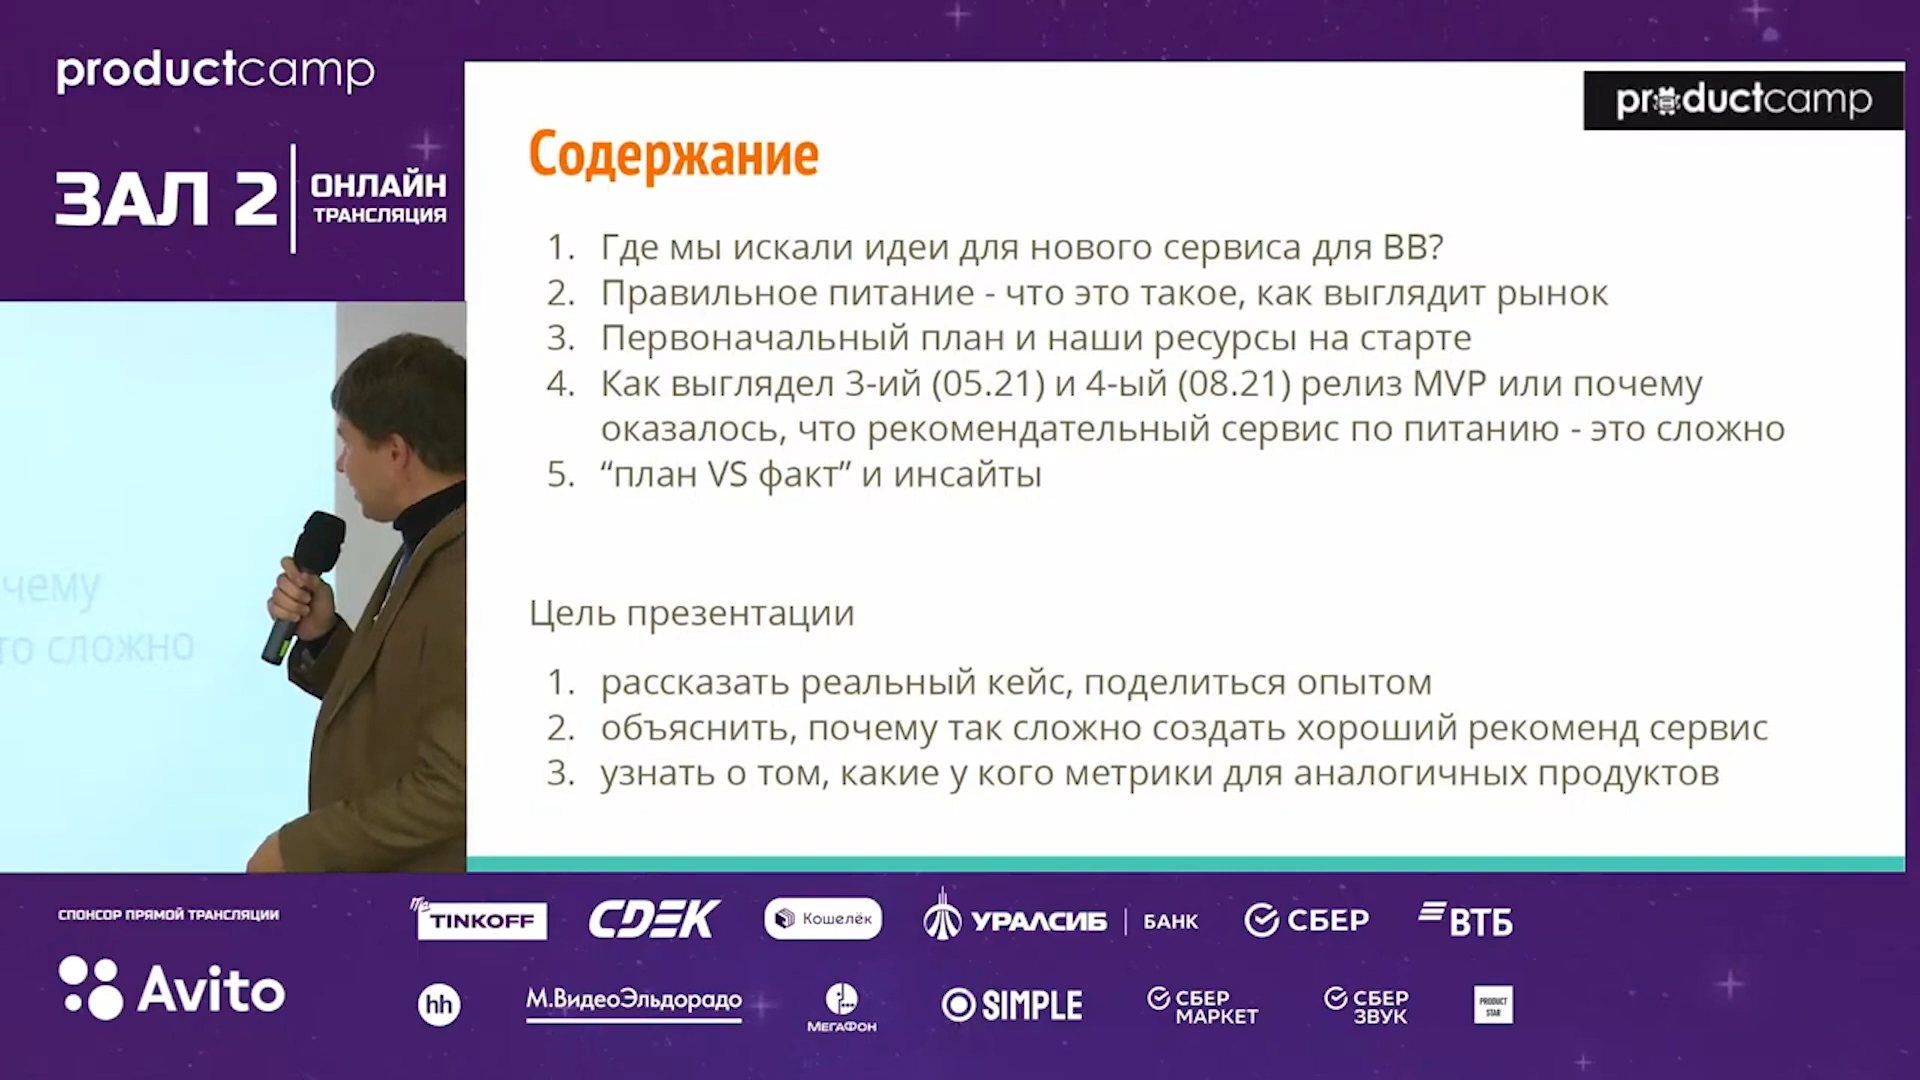 productcamp
ЗАЛ 2
ОНЛАЙН
ТРАНСЛЯЦИЯ
productcamp
Содержание
1. Где мы искали идеи для нового сервиса для ВВ?
2. Правильное питание - что это такое, как выглядит рынок
3. Первоначальный план и наши ресурсы на старте
4. Как выглядел 3-ий (05.21) и 4-ый (08.21) релиз MVP или почему
оказалось, что рекомендательный сервис по питанию - это сложно
5. “план VS факт” и инсайты
Цель презентации
1. рассказать реальный кейс, поделиться опытом
2. объяснить, почему так сложно создать хороший рекоменд сервис
3. узнать о том, какие у кого метрики для аналогичных продуктов
чему
то сложно
СПОНСОР ПРЯМОЙ ТРАНСЛЯЦИИ
Avito
TINKOFF
CDEK
Кошелёк
УРАЛСИБ | БАНК
СБЕР
ВТБ
hh
М.ВидеоЭльдорадо
МЕГАФОН
SIMPLE
СБЕР
МАРКЕТ
СБЕР
ЗВУК
PRODUCT
STAR